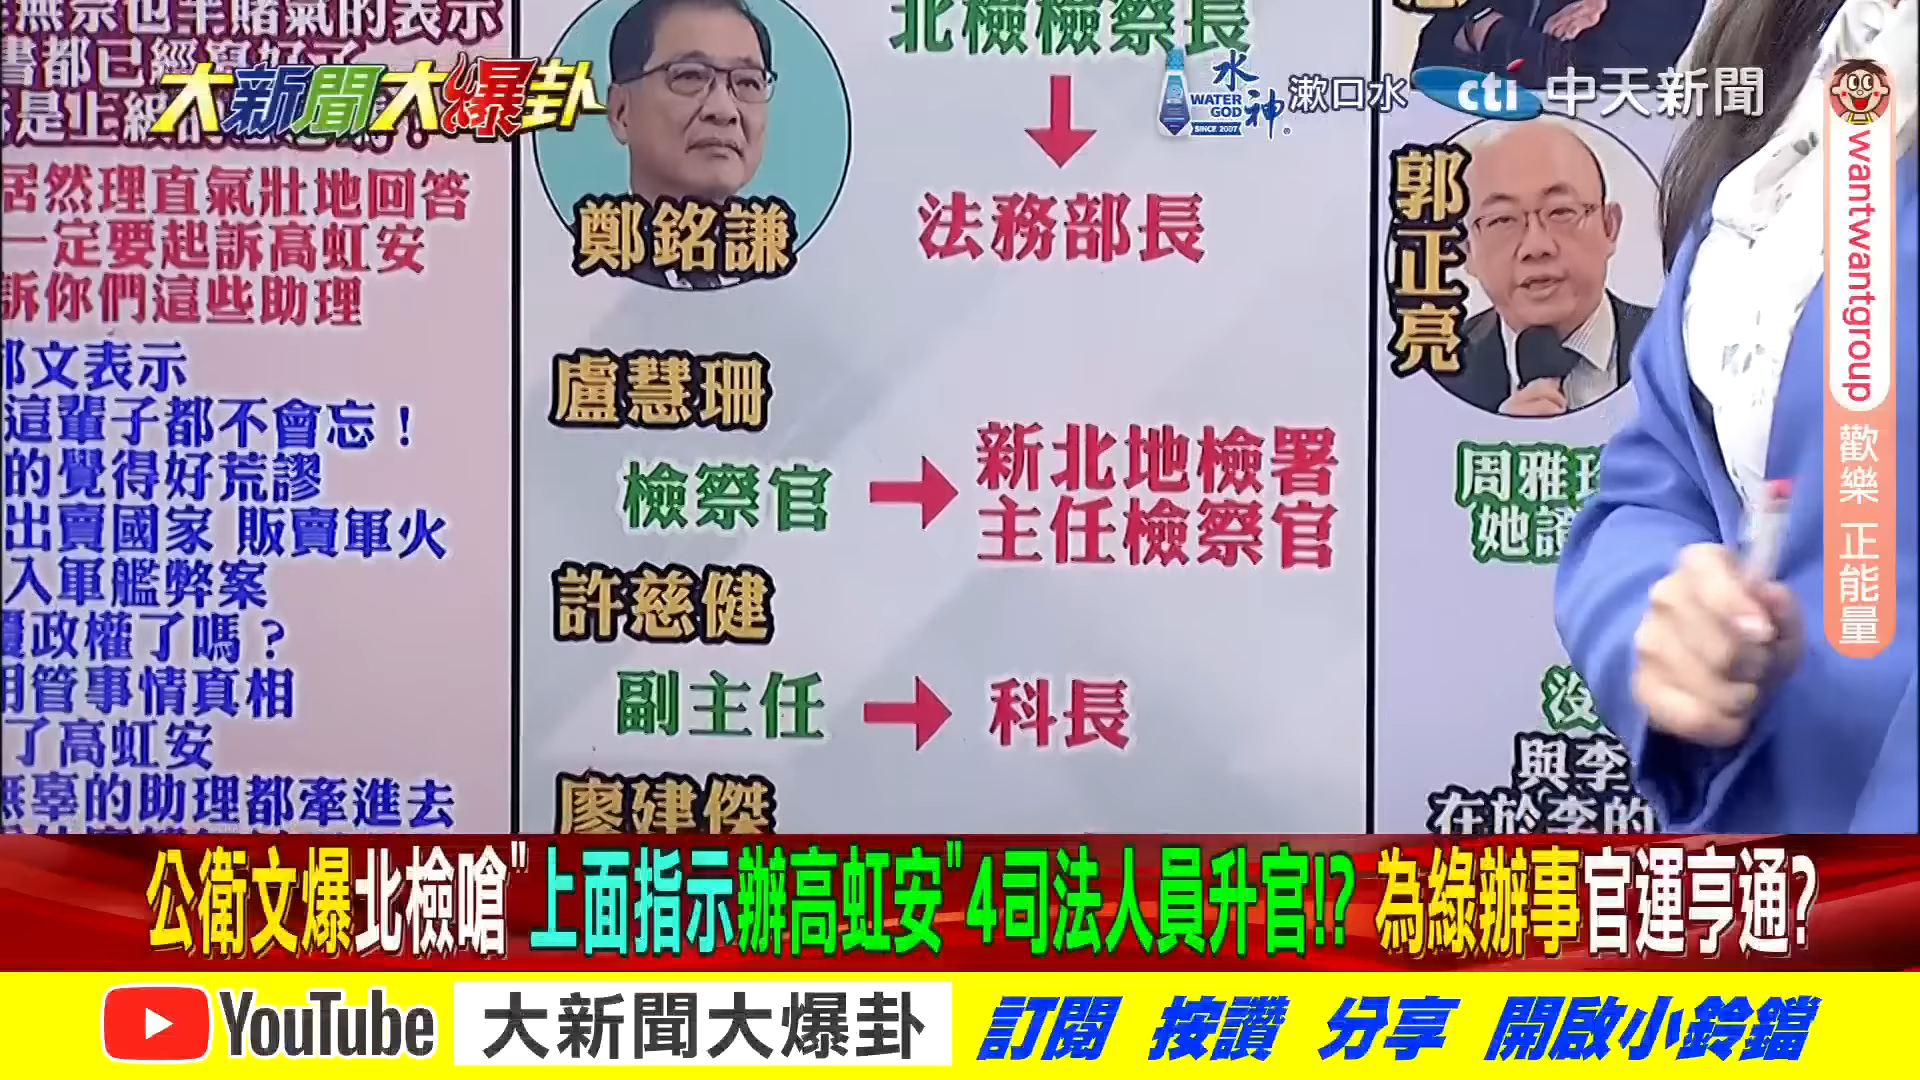 大新聞大爆卦
書都已經
居然理直氣壯地回答
一定要起訴高虹安
訴你們這些助理
文表示
這輩子都不會忘！
的覺得好荒謬
出賣國家 販賣軍火
入軍艦弊案
政權了嗎？
管事情真相
了高虹安
辜的助理都牽進去
北檢檢察長
法務部長
鄭銘謙
盧慧珊
檢察官
新北地檢署
主任檢察官
許慈健
副主任
科長
廖建傑
水神
WATER GOD
SINCE 2007
漱口水
cti 中天新聞
郭正亮
周雅玲
她
與李
在於李的
wantwantgroup
歡樂 正能量
公衛文爆北檢嗆"上面指示辦高虹安"4司法人員升官!? 為綠辦事官運亨通?
YouTube 大新聞大爆卦 訂閱 按讚 分享 開啟小鈴鐺